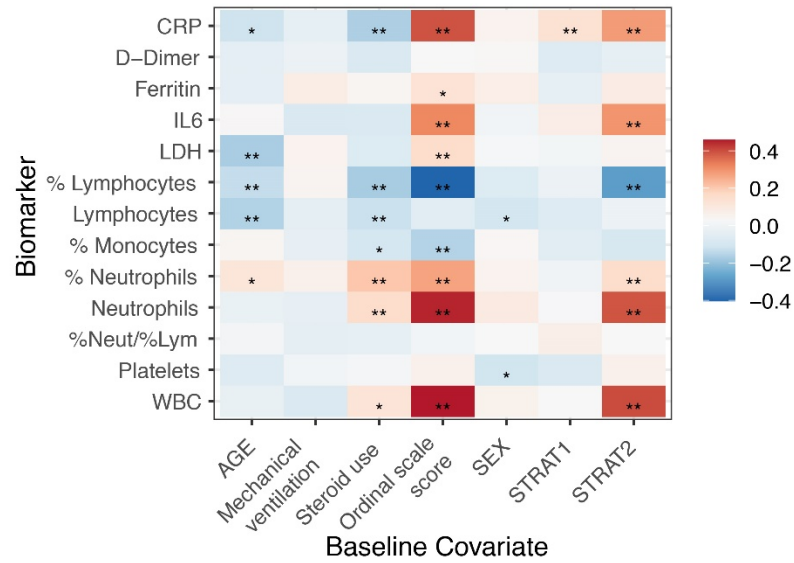 CRP
* ** ** ** **
D-Dimer
Ferritin
*
IL6
** **
LDH
** **
% Lymphocytes
** ** ** **
Lymphocytes
** ** *
% Monocytes
* **
% Neutrophils
* ** ** **
Neutrophils
** ** **
%Neut/%Lym
Platelets
*
WBC
* ** **
Biomarker
AGE
Mechanical
ventilation
Steroid use
Ordinal scale
score
SEX
STRAT1
STRAT2
Baseline Covariate
0.4
0.2
0.0
−0.2
−0.4